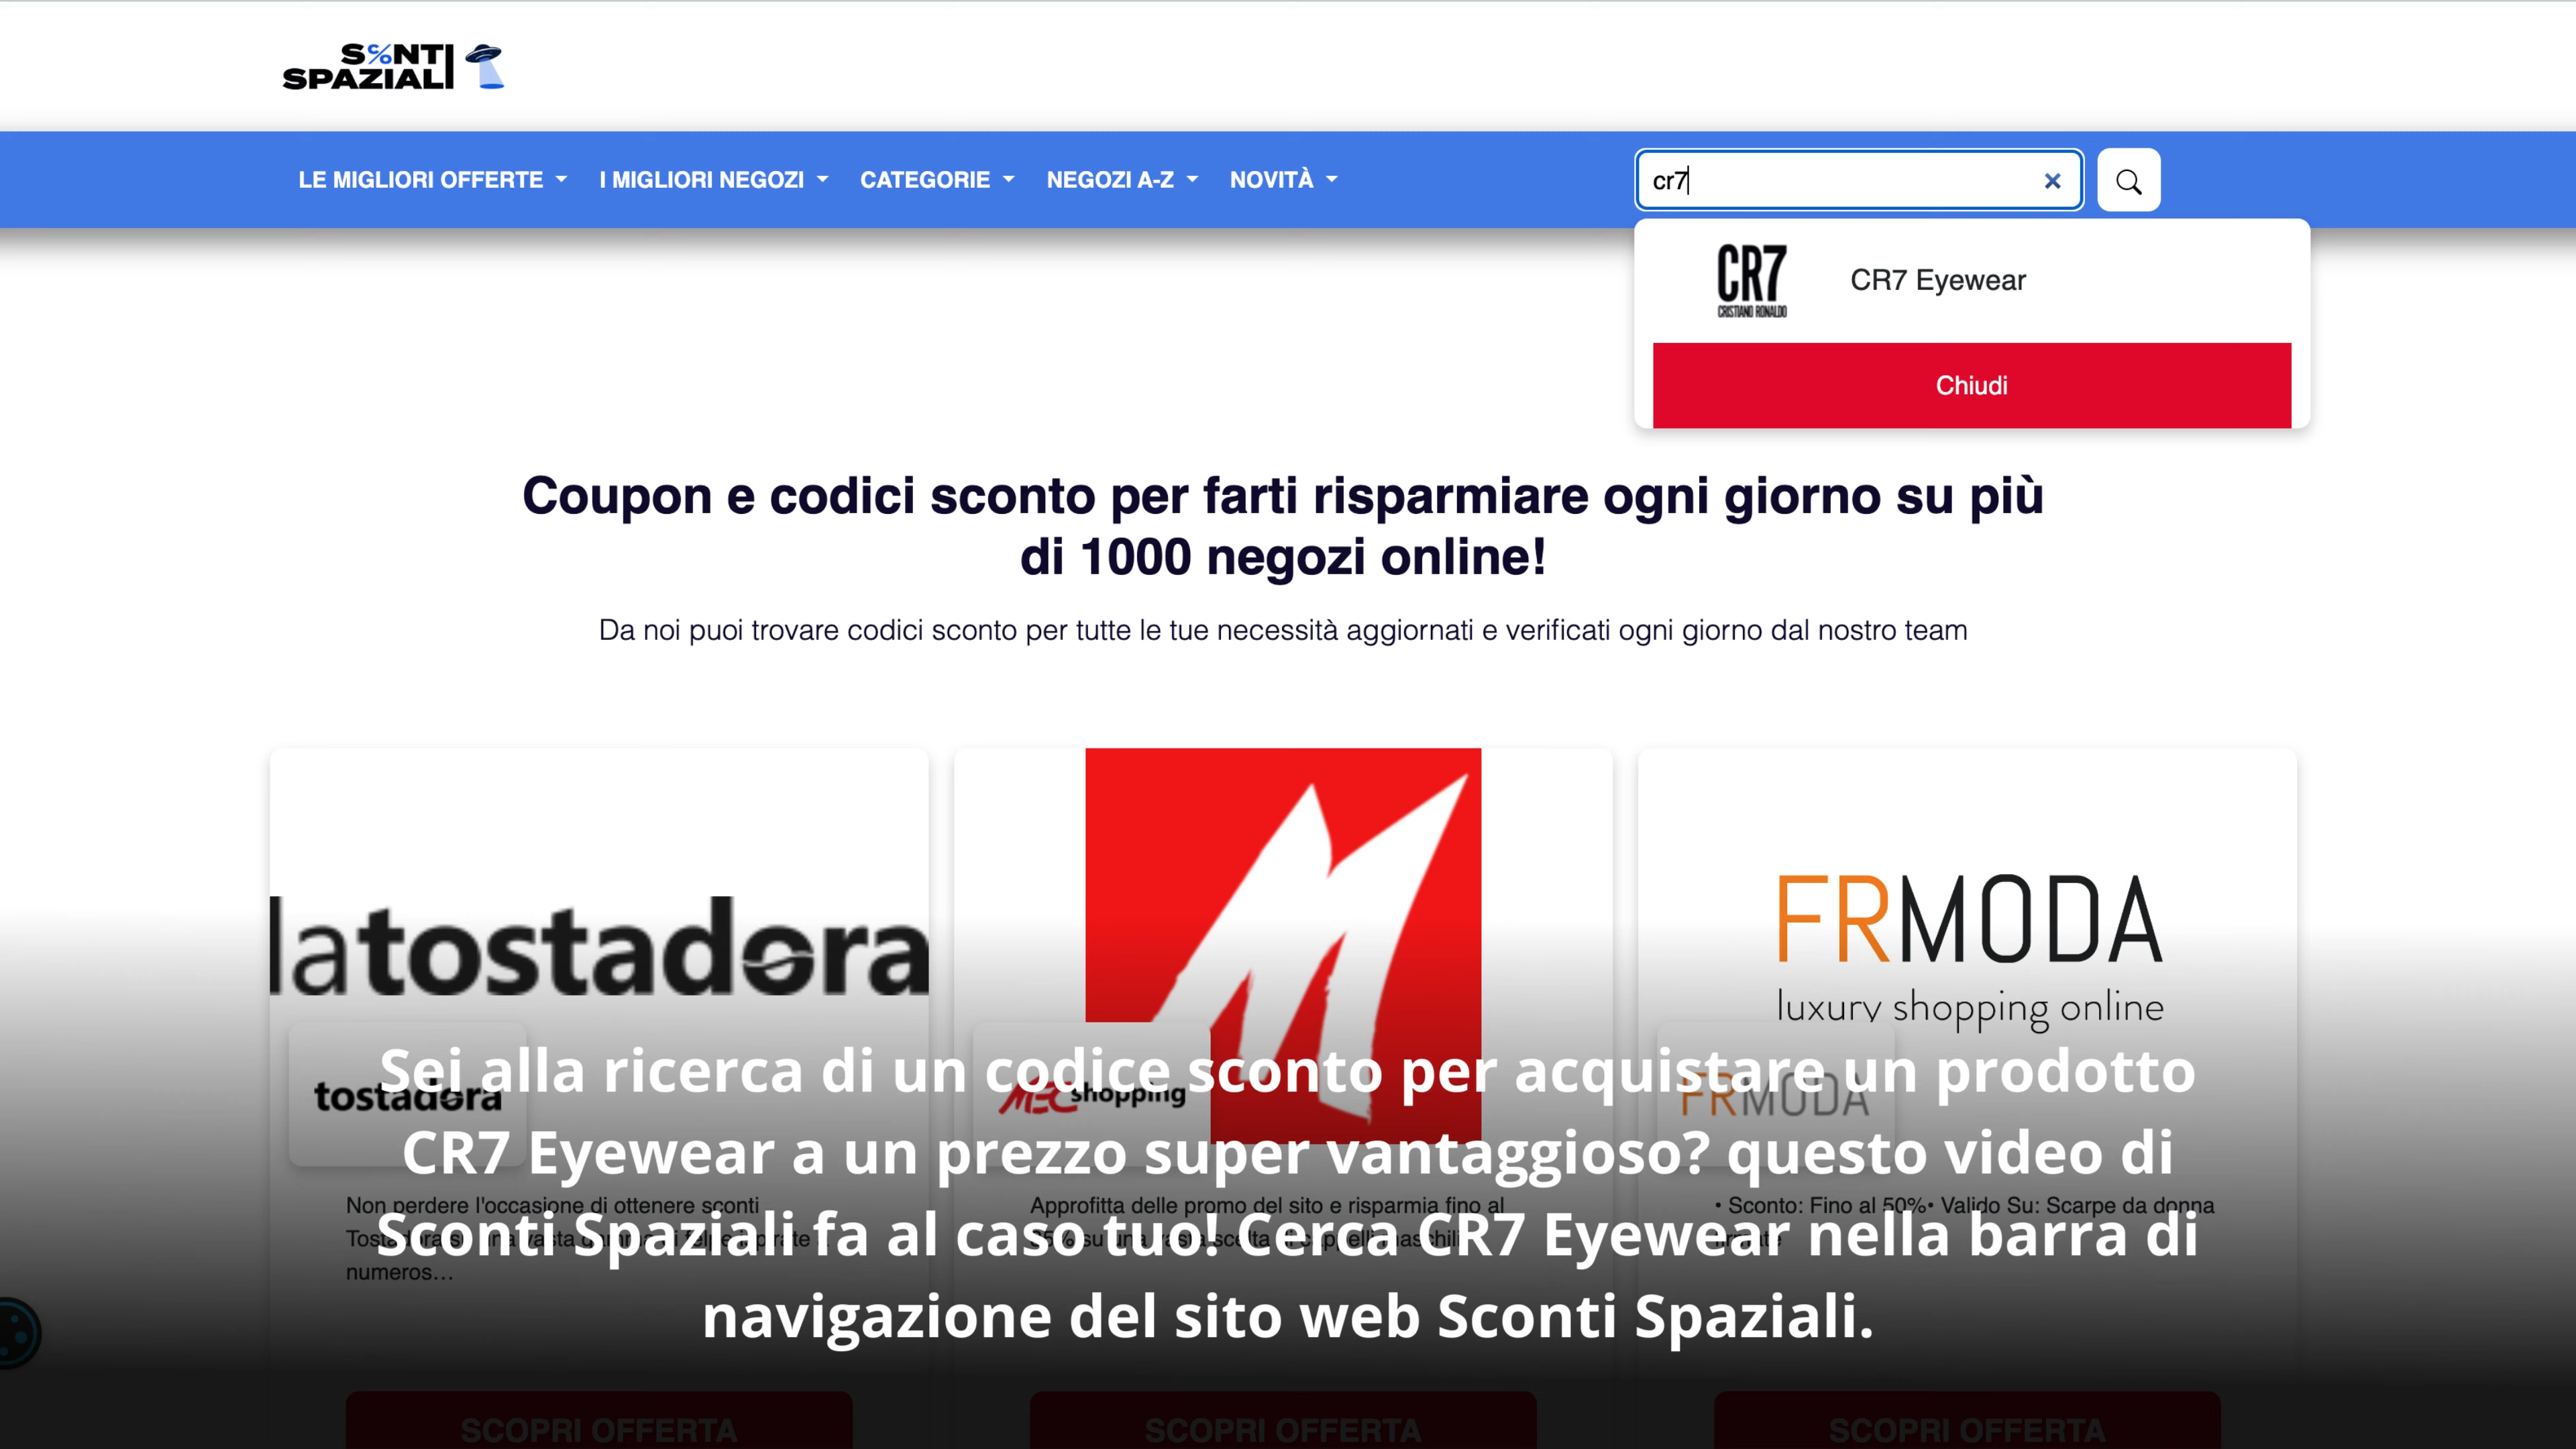 SCONTI
SPAZIALI
LE MIGLIORI OFFERTE
I MIGLIORI NEGOZI
CATEGORIE
NEGOZI A-Z
NOVITÀ
cr7
CR7
CRISTIANO RONALDO
CR7 Eyewear
Chiudi
Coupon e codici sconto per farti risparmiare ogni giorno su più
di 1000 negozi online!
Da noi puoi trovare codici sconto per tutte le tue necessità aggiornati e verificati ogni giorno dal nostro team
latostadora
FRMODA
luxury shopping online
tostadora
MEC shopping
FRMODA
Sei alla ricerca di un codice sconto per acquistare un prodotto
CR7 Eyewear a un prezzo super vantaggioso? questo video di
Sconti Spaziali fa al caso tuo! Cerca CR7 Eyewear nella barra di
navigazione del sito web Sconti Spaziali.
Non perdere l'occasione di ottenere sconti
numeros...
Approfitta delle promo del sito e risparmia fino al
• Sconto: Fino al 50%• Valido Su: Scarpe da donna
SCOPRI OFFERTA
SCOPRI OFFERTA
SCOPRI OFFERTA